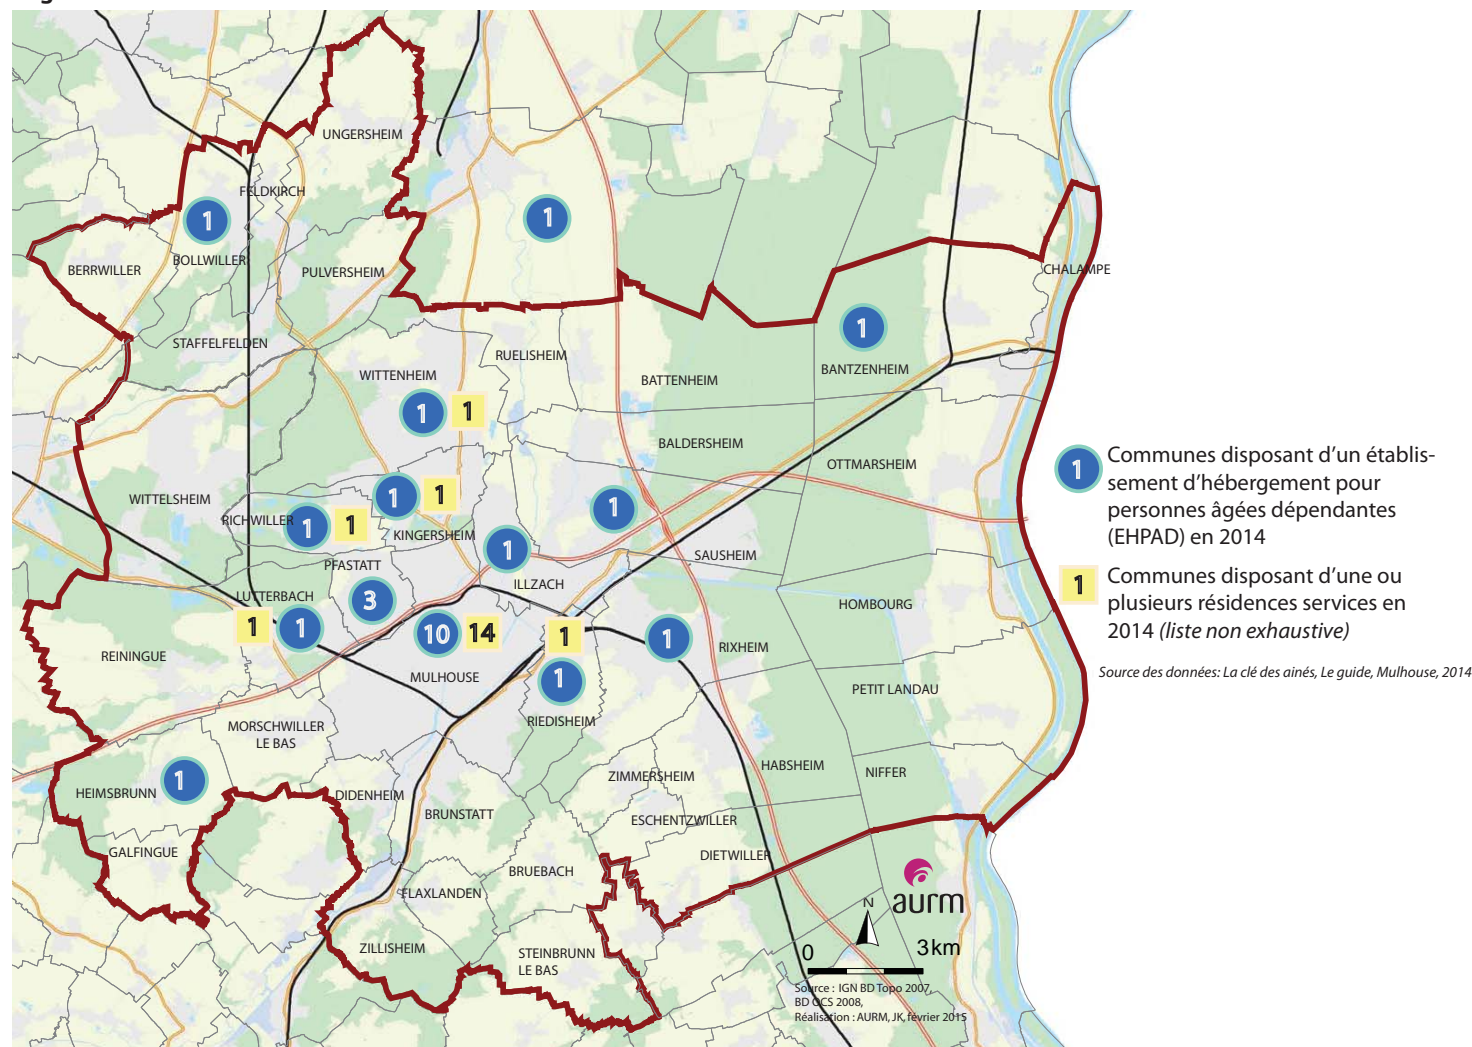 UNGERSHEIM
FELDKIRCH
1
1
BERRWILLER
BOLLWILLER
PULVERSHEIM
CHALAMPE
1
STAFFELFELDEN
RUELISHEIM
WITTENHEIM
BATTENHEIM
BANTZENHEIM
1
1
BALDERSHEIM
OTTMARSHEIM
WITTELSHEIM
1
1
RICHWILLER
1
1
KINGERSHEIM
1
1
SAUSHEIM
PFASTATT
ILLZACH
LUTTERBACH
3
HOMBOURG
1
1
10
14
1
1
RIXHEIM
REININGUE
MULHOUSE
1
PETIT LANDAU
RIEDISHEIM
MORSCHWILLER
LE BAS
HABSHEIM
NIFFER
1
HEIMSBRUNN
DIDENHEIM
ZIMMERSHEIM
BRUNSTATT
ESCHENTZWILLER
GALFINGUE
DIETWILLER
BRUEBACH
FLAXLANDEN
ZILLISHEIM
STEINBRUNN
LE BAS
aurm
N
0
3 km
Source : IGN BD Topo 2007,
BD OCS 2008,
Réalisation : AURM, JK, février 2015
1
Communes disposant d'un établis-
sement d'hébergement pour
personnes âgées dépendantes
(EHPAD) en 2014
1
Communes disposant d'une ou
plusieurs résidences services en
2014 (liste non exhaustive)
Source des données: La clé des ainés, Le guide, Mulhouse, 2014